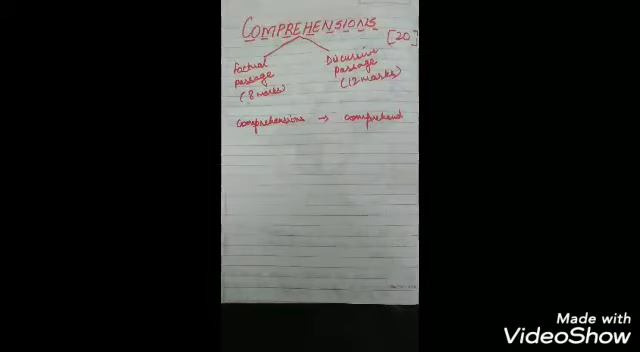 COMPREHENSIONS
[20]
Factual passage (8 marks)
Discursive passage (12 marks)
Comprehensions → comprehend
Made with
VideoShow